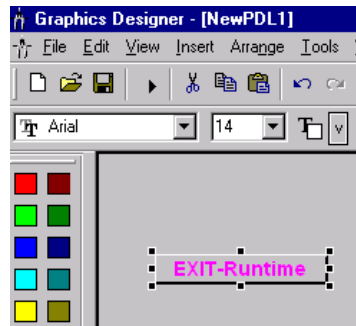 Graphics Designer - [NewPDL1]
File Edit View Insert Arrange Tools
Arial 14
EXIT-Runtime